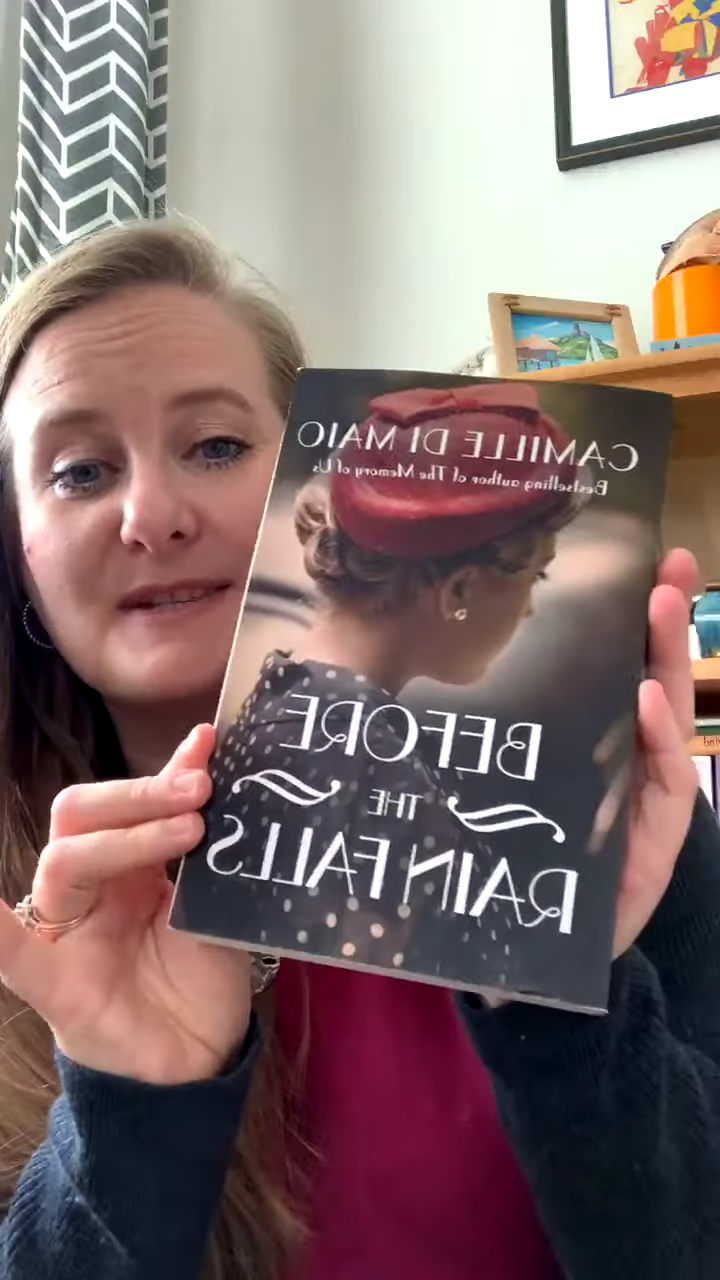 CAMILLE DI MAIO
Bestselling author of The Memory of Us
BEFORE
THE
RAIN FALLS